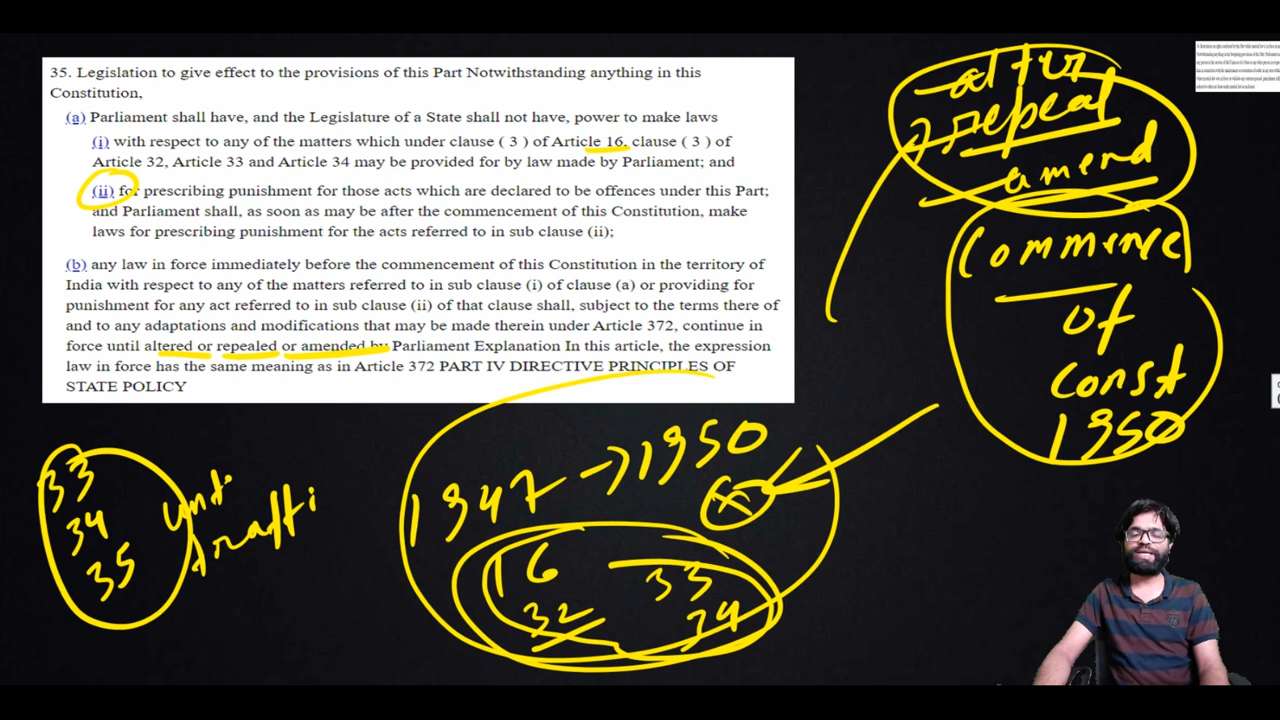 35. Legislation to give effect to the provisions of this Part Notwithstanding anything in this
Constitution,
(a) Parliament shall have, and the Legislature of a State shall not have, power to make laws
(i) with respect to any of the matters which under clause ( 3 ) of Article 16, clause ( 3 ) of
Article 32, Article 33 and Article 34 may be provided for by law made by Parliament; and
(ii) for prescribing punishment for those acts which are declared to be offences under this Part;
and Parliament shall, as soon as may be after the commencement of this Constitution, make
laws for prescribing punishment for the acts referred to in sub clause (ii);
(b) any law in force immediately before the commencement of this Constitution in the territory of
India with respect to any of the matters referred to in sub clause (i) of clause (a) or providing for
punishment for any act referred to in sub clause (ii) of that clause shall, subject to the terms there of
and to any adaptations and modifications that may be made therein under Article 372, continue in
force until altered or repealed or amended by Parliament Explanation In this article, the expression
law in force has the same meaning as in Article 372 PART IV DIRECTIVE PRINCIPLES OF
STATE POLICY
alter
repeal
amend
Commence
of
const
1950
1947 → 1950
16 33
32 34
33
34
35